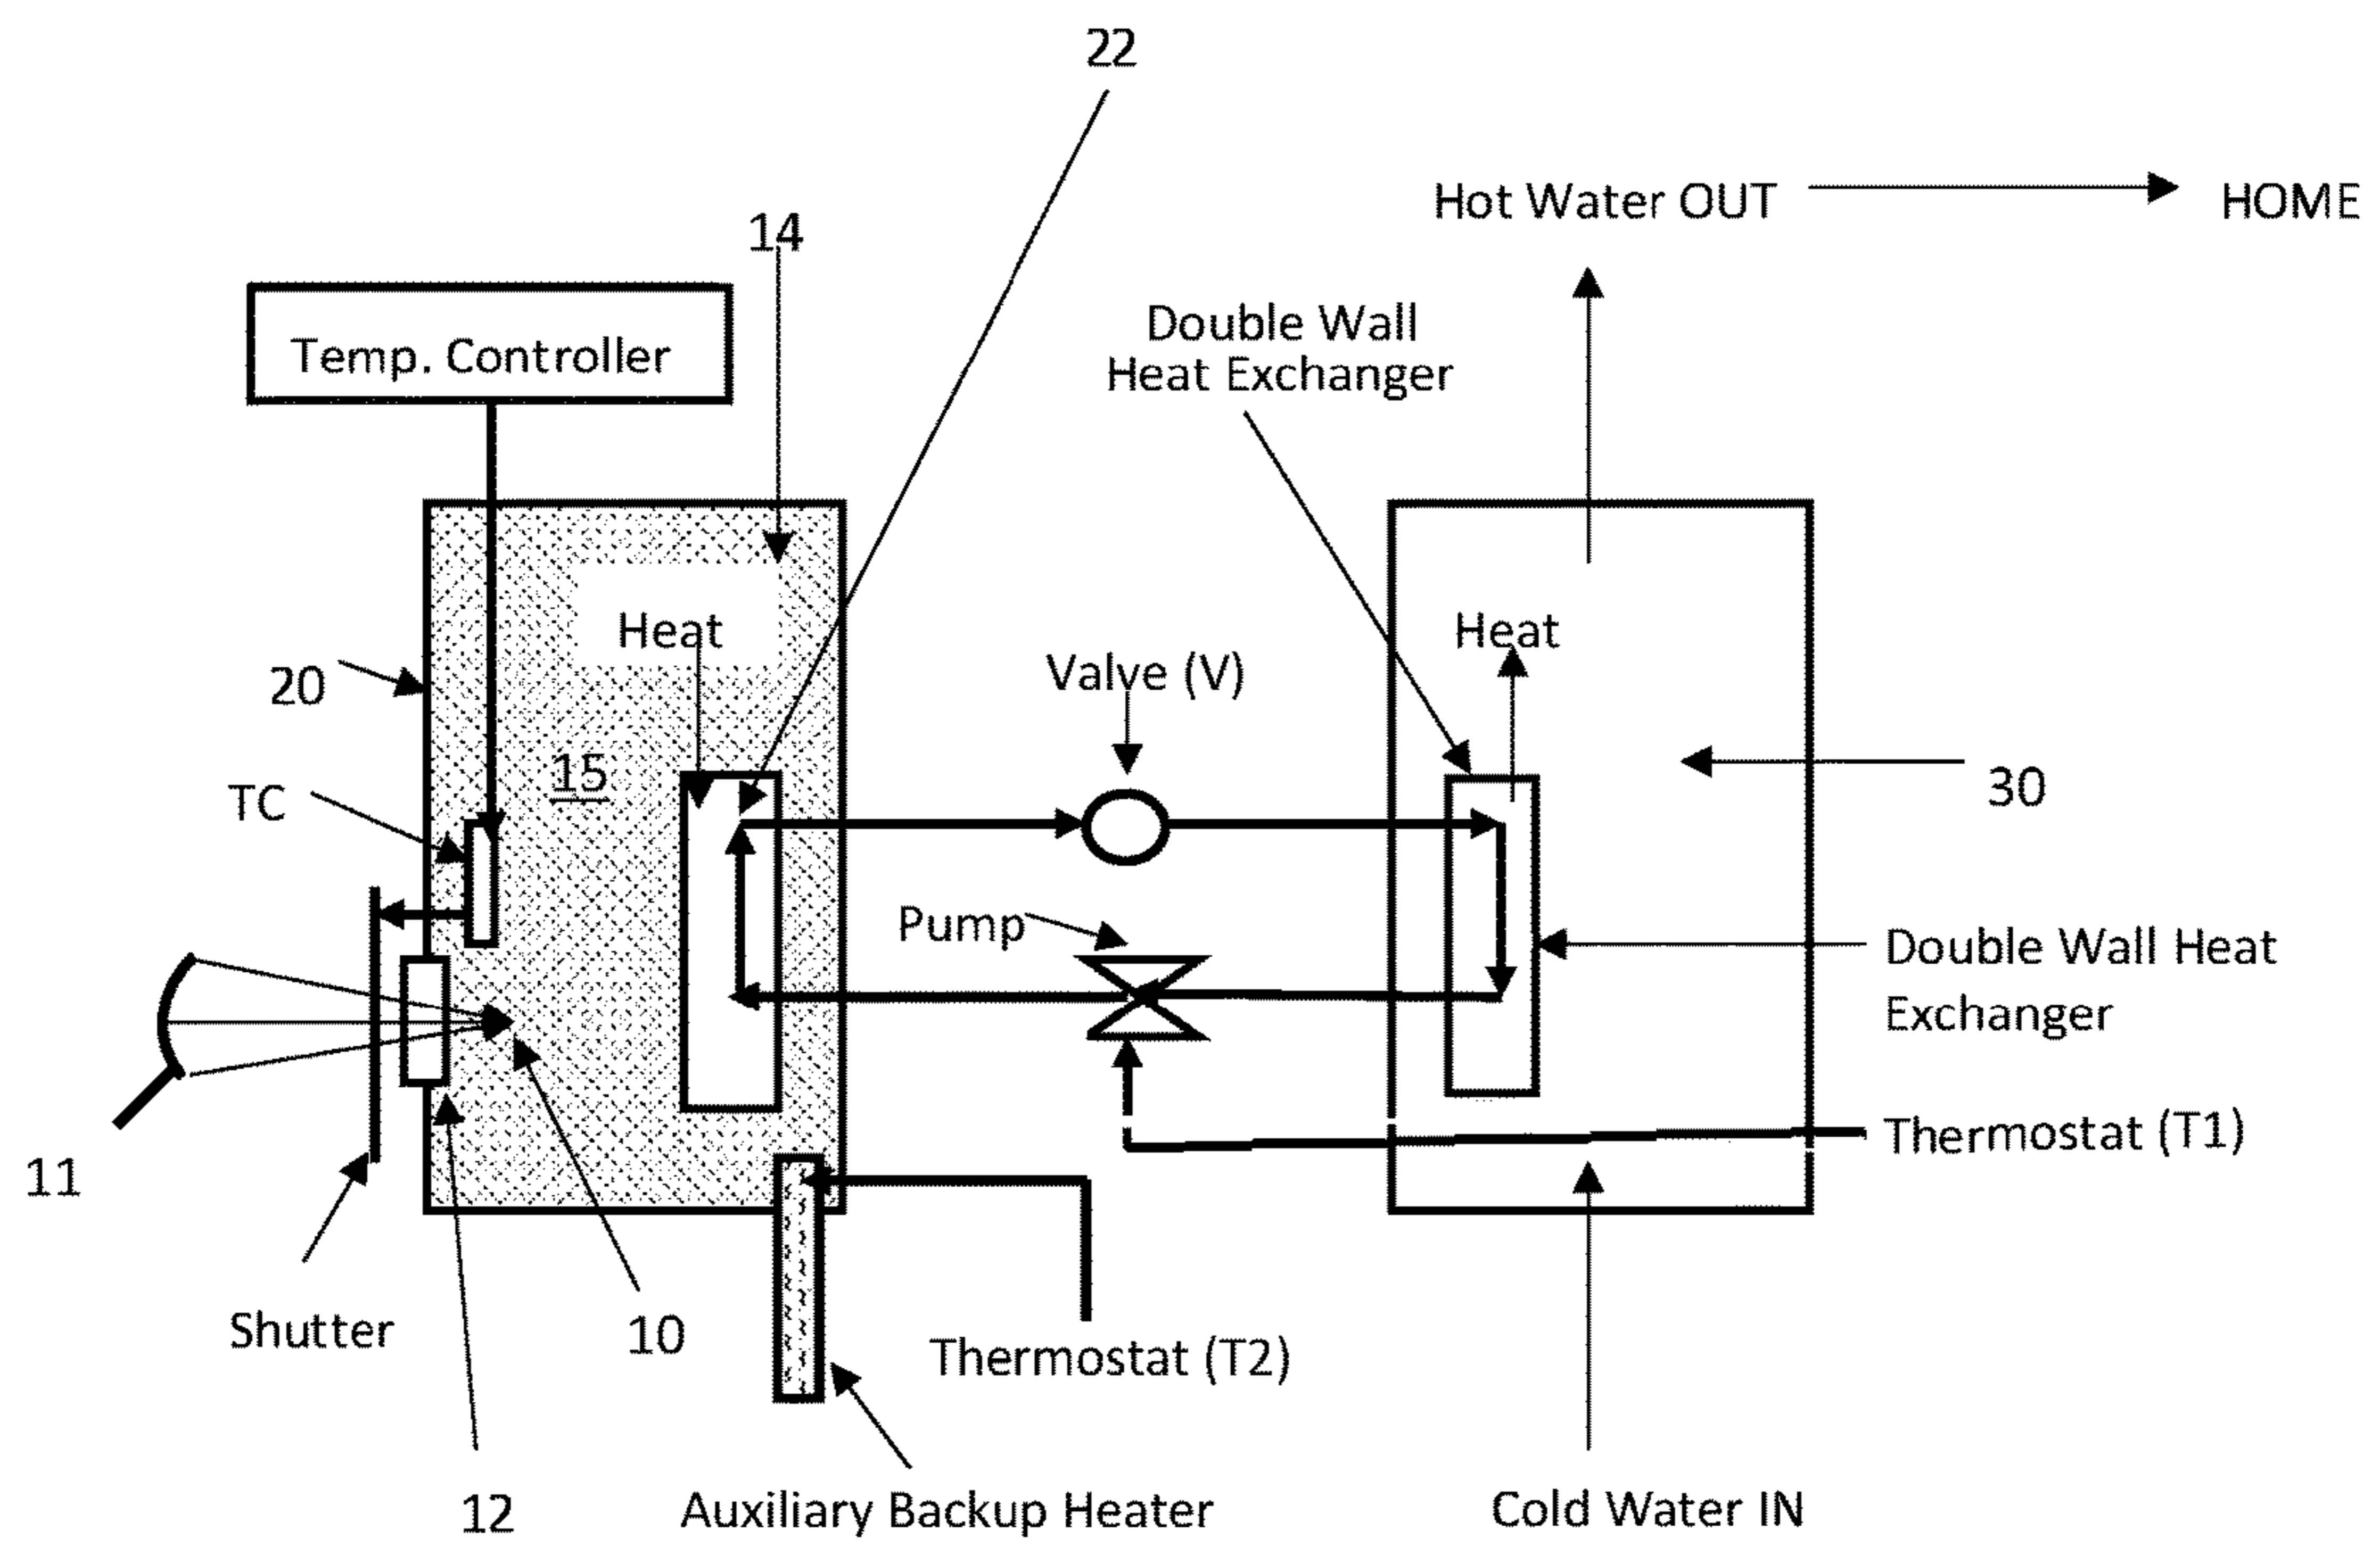 22
Hot Water OUT
HOME
14
Double Wall
Heat Exchanger
Temp. Controller
Heat
Heat
Valve (V)
20
15
TC
30
Pump
Double Wall Heat
Exchanger
Thermostat (T1)
11
Shutter
10
Thermostat (T2)
12
Auxiliary Backup Heater
Cold Water IN